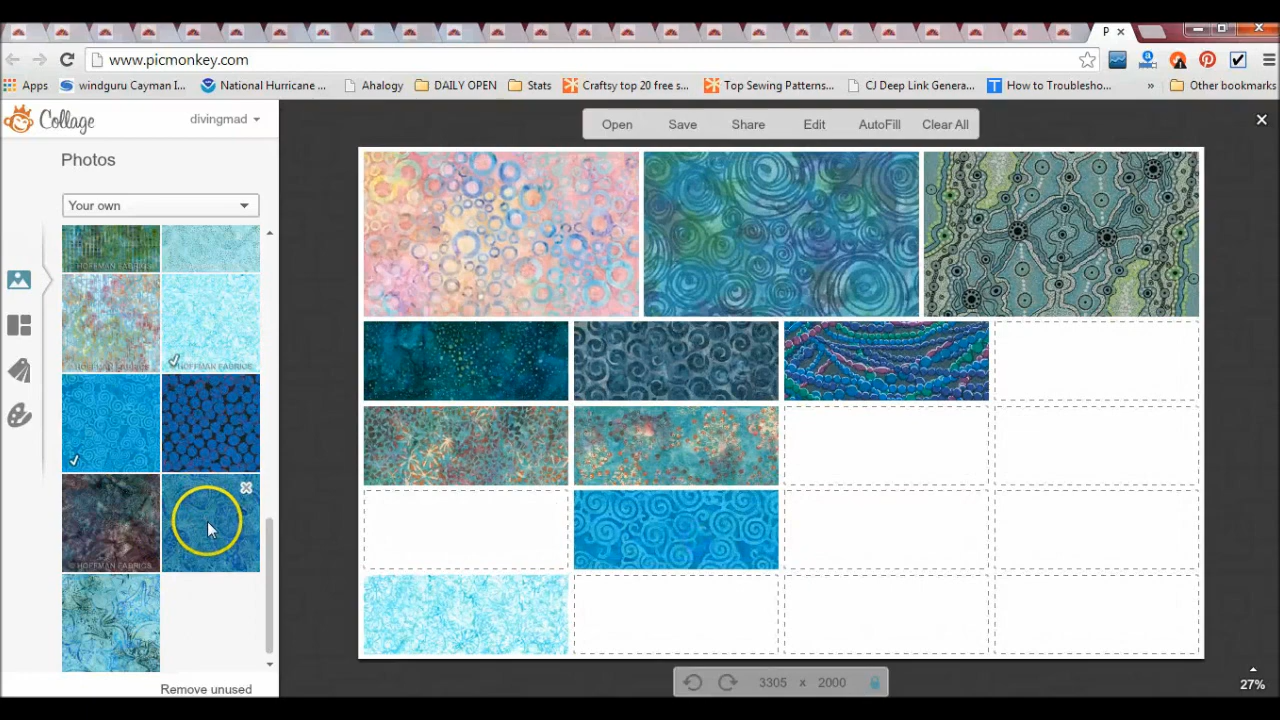 P
www.picmonkey.com
Apps windguru Cayman I... National Hurricane ... Ahalogy DAILY OPEN Stats Craftsy top 20 free s... Top Sewing Patterns... CJ Deep Link Genera... How to Troublesho... » Other bookmarks
Collage divingmad
Open Save Share Edit AutoFill Clear All
Photos
Your own
© HOFFMAN FABRICS
© HOFFMAN FABRICS
© HOFFMAN FABRICS
Remove unused
3305 x 2000
27%